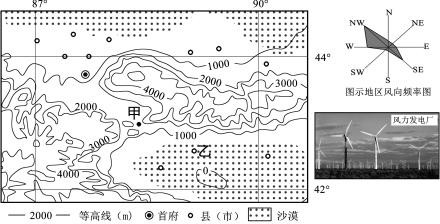 87°
90°
1000
2000
3000
4000
44°
甲
2000
1000
3000
乙
4000
0
42°
NW
N
NE
W
E
SW
S
SE
图示地区风向频率图
风力发电厂
—2000— 等高线（m） 首府 县（市） 沙漠